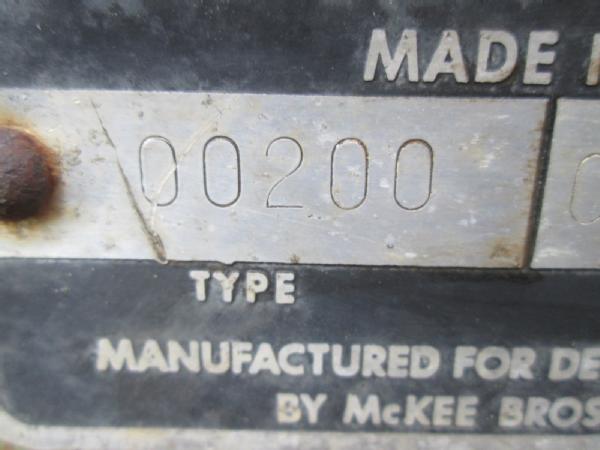 MADE
00200
TYPE
MANUFACTURED FOR DE
BY McKEE BROS